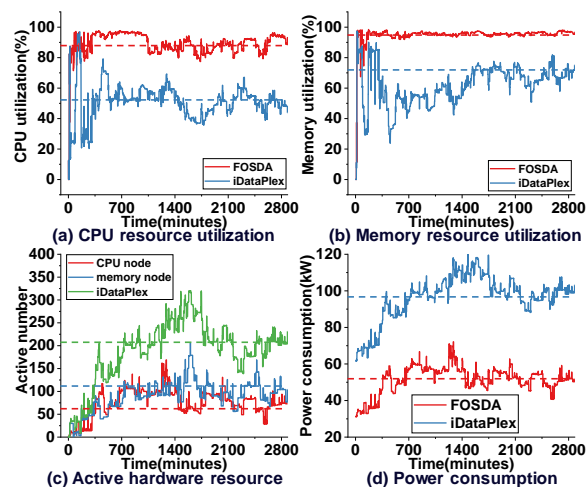 CPU utilization(%)
100
80
60
40
20
0
FOSDA
iDataPlex
0 700 1400 2100 2800
Time(minutes)
(a) CPU resource utilization
Memory utilization(%)
100
80
60
40
20
0
FOSDA
iDataPlex
0 700 1400 2100 2800
Time(minutes)
(b) Memory resource utilization
Active number
400
350
300
250
200
150
100
50
0
CPU node
memory node
iDataPlex
0 700 1400 2100 2800
Time(minutes)
(c) Active hardware resource
Power consumption(kW)
120
100
80
60
40
20
FOSDA
iDataPlex
0 700 1400 2100 2800
Time(minutes)
(d) Power consumption